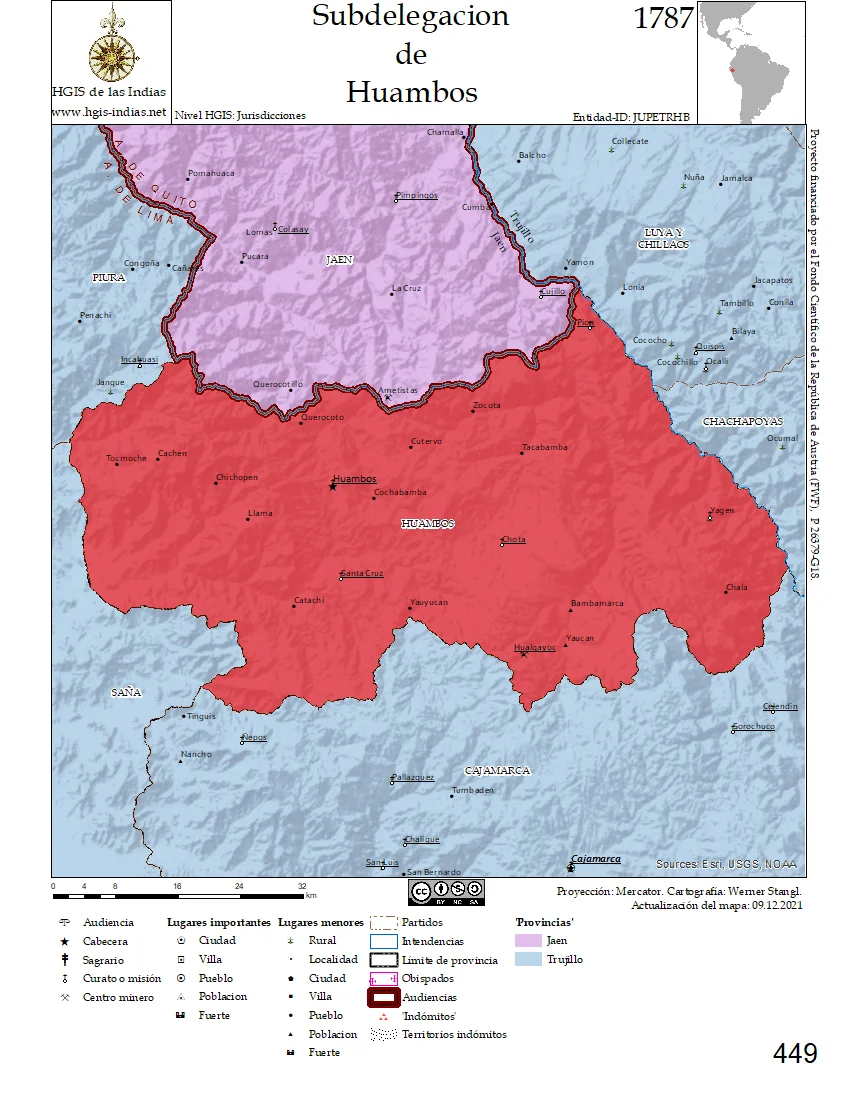 Subdelegacion
de
Huambos
1787
HGIS de las Indias
www.hgis-indias.net
Nivel HGIS: Jurisdicciones
Entidad-ID: JUPETRHB
Proyecto financiado por el Fondo Científico de la República de Austria (FWF), P 26379-G18.
A. DE QUITO
A. DE LIMA
Chamalla
Collecate
Balcho
Pomahuaca
Nuña
Jamalca
Pimpingos
Cumba
Trujillo
Jaen
Lomas
Colasay
LUYA Y
CHILLAOS
Pucara
JAEN
Congoña
Cañares
Yamon
PIURA
La Cruz
Cujillo
Lonia
Jacapatos
Tambillo
Conila
Penachi
Pion
Bilaya
Cococho
Quispis
Incahuasi
Cocochillo
Ocalli
Janque
Querocotillo
Ametistas
Zocota
Querocoto
CHACHAPOYAS
Ocumal
Cutervo
Tacabamba
Tocmoche
Cachen
Chichopen
Huambos
Cochabamba
Llama
HUAMBOS
Yagen
Chota
Santa Cruz
Chala
Catachi
Yauyucan
Bambamarca
Hualgayoc
Yaucan
SAÑA
Celendin
Tinguis
Sorochuco
Nepos
Nancho
CAJAMARCA
Pallazquez
Tumbaden
Chalique
San Luis
San Bernardo
Cajamarca
Sources: Esri, USGS, NOAA
0 4 8 16 24 32
km
CC BY NC SA
Proyección: Mercator. Cartografía: Werner Stangl.
Actualización del mapa: 09.12.2021
Audiencia
Cabecera
Sagrario
Curato o misión
Centro minero
Lugares importantes
Ciudad
Villa
Pueblo
Poblacion
Fuerte
Lugares menores
Rural
Localidad
Ciudad
Villa
Pueblo
Poblacion
Fuerte
Partidos
Intendencias
Límite de provincia
Obispados
Audiencias
'Indómitos'
Territorios indómitos
'Provincias'
Jaen
Trujillo
449